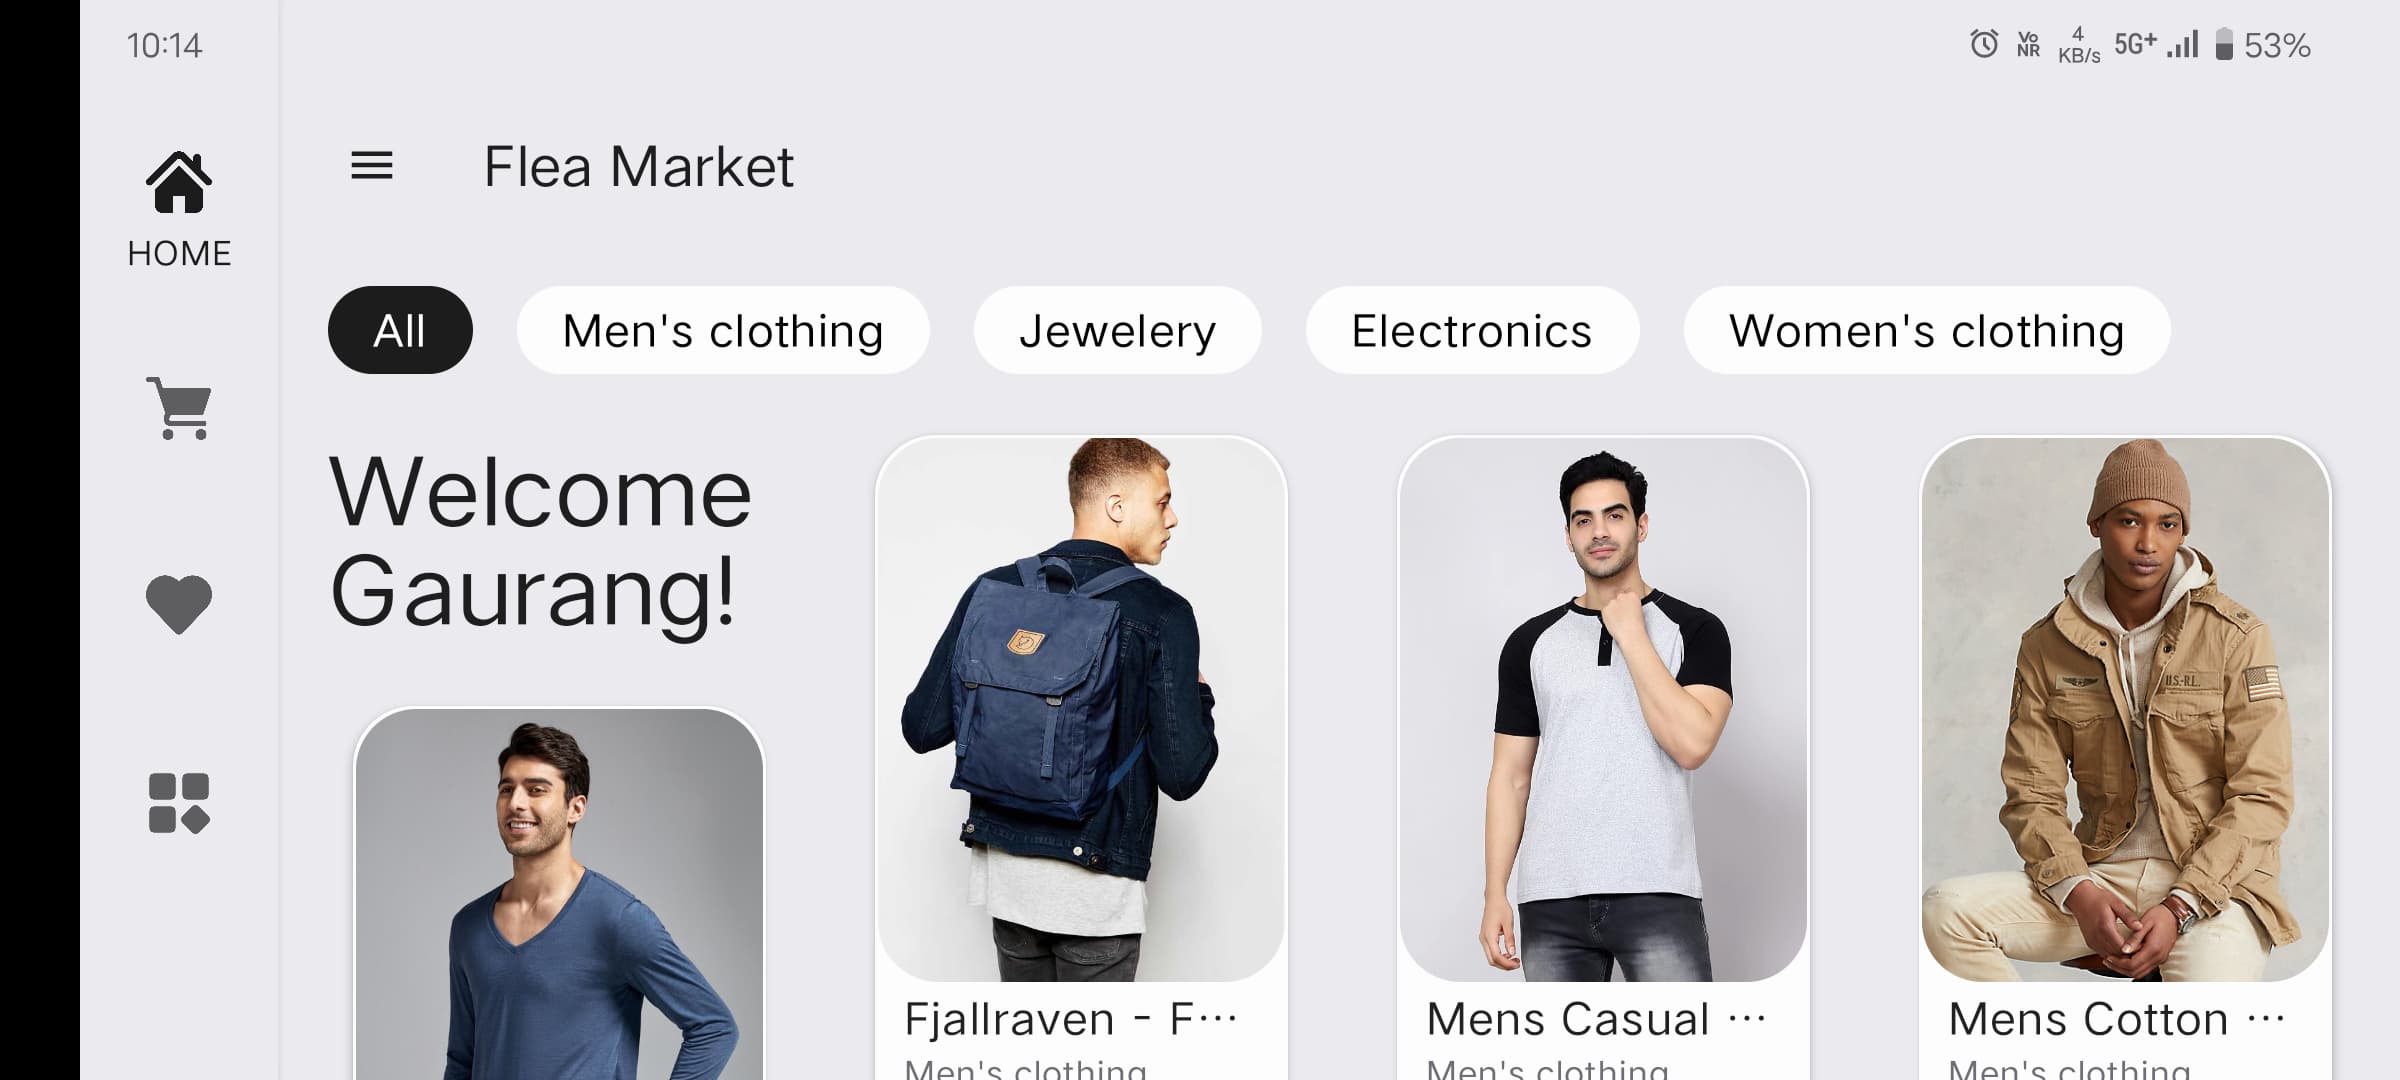 10:14
Vo
NR
4
KB/s
5G+
53%
HOME
Flea Market
All
Men's clothing
Jewelery
Electronics
Women's clothing
Welcome
Gaurang!
U.S.-RL.
Fjallraven - F···
Men's clothing
Mens Casual ···
Men's clothing
Mens Cotton ···
Men's clothing